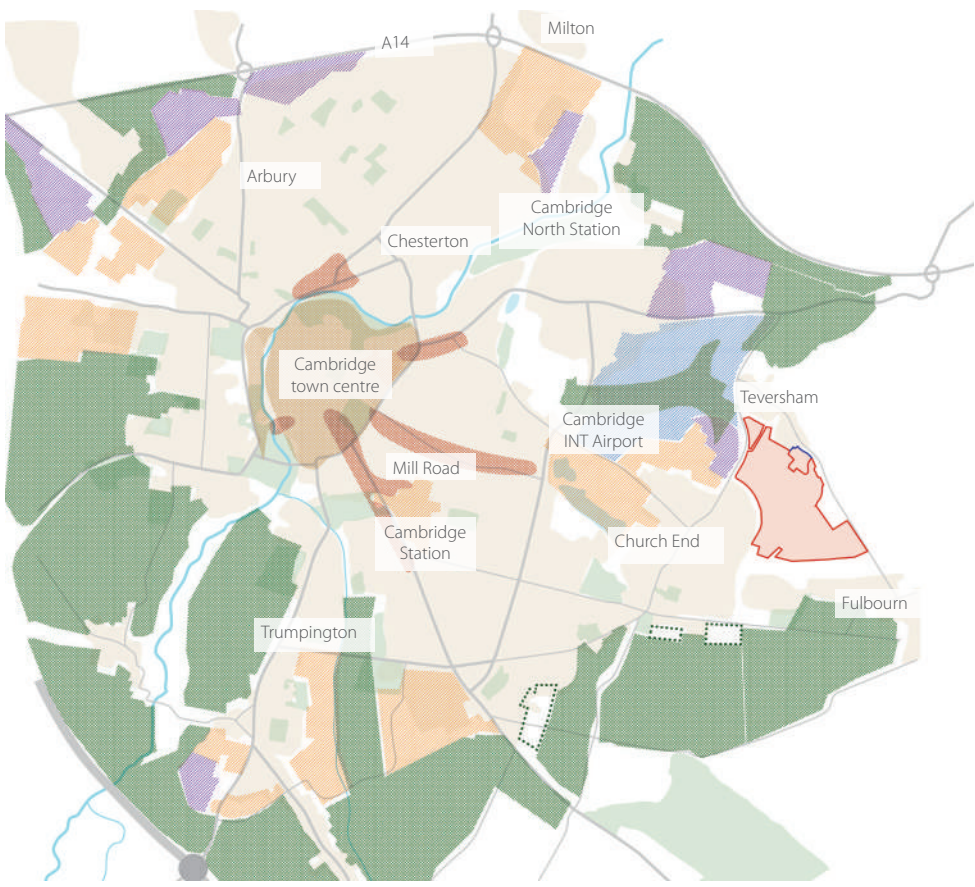 Milton
A14
Arbury
Cambridge
North Station
Chesterton
Cambridge
town centre
Teversham
Cambridge
INT Airport
Mill Road
Cambridge
Station
Church End
Fulbourn
Trumpington